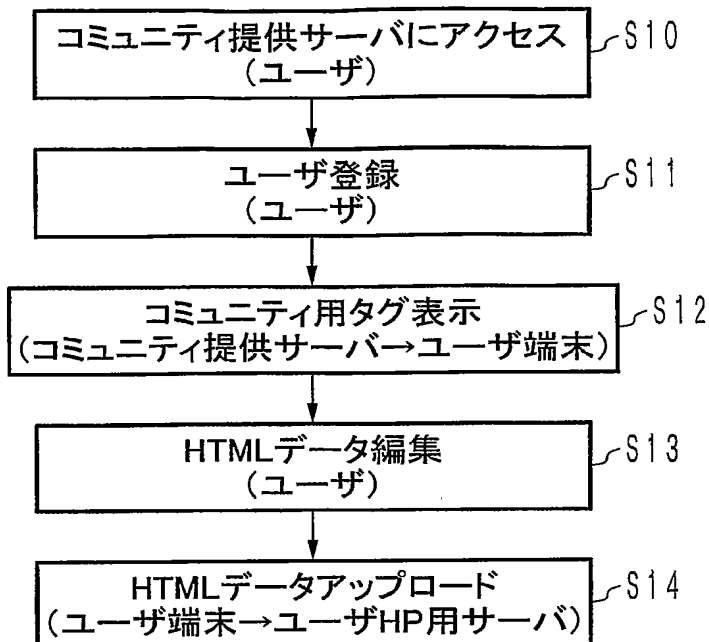 コミュニティ提供サーバにアクセス
(ユーザ)
S10
ユーザ登録
(ユーザ)
S11
コミュニティ用タグ表示
(コミュニティ提供サーバ→ユーザ端末)
S12
HTMLデータ編集
(ユーザ)
S13
HTMLデータアップロード
(ユーザ端末→ユーザHP用サーバ)
S14